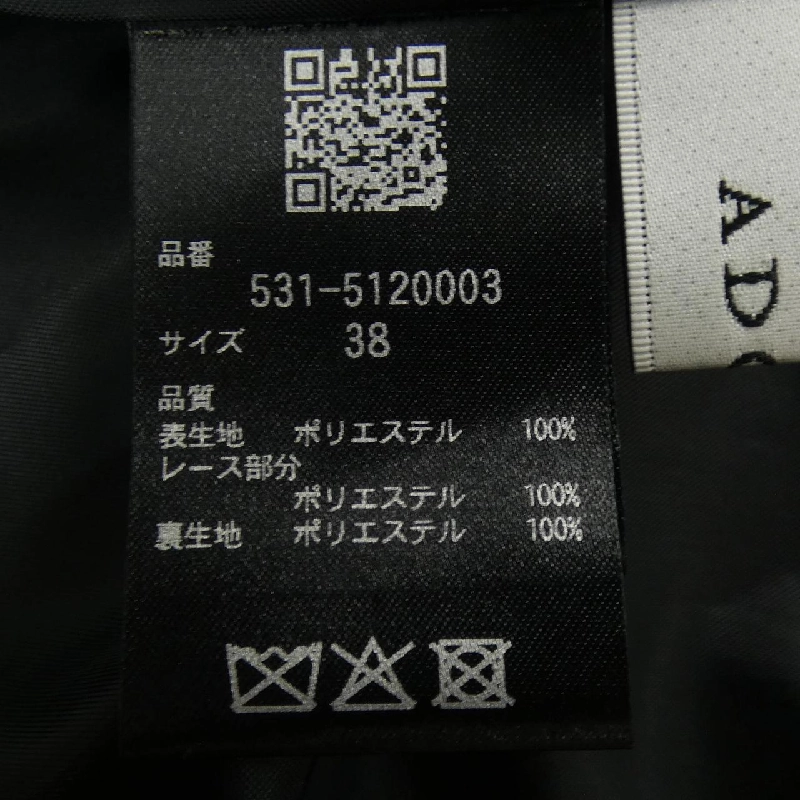 品番
531-5120003
サイズ 38
品質
表生地 ポリエステル 100%
レース部分
ポリエステル 100%
裏生地 ポリエステル 100%
AD